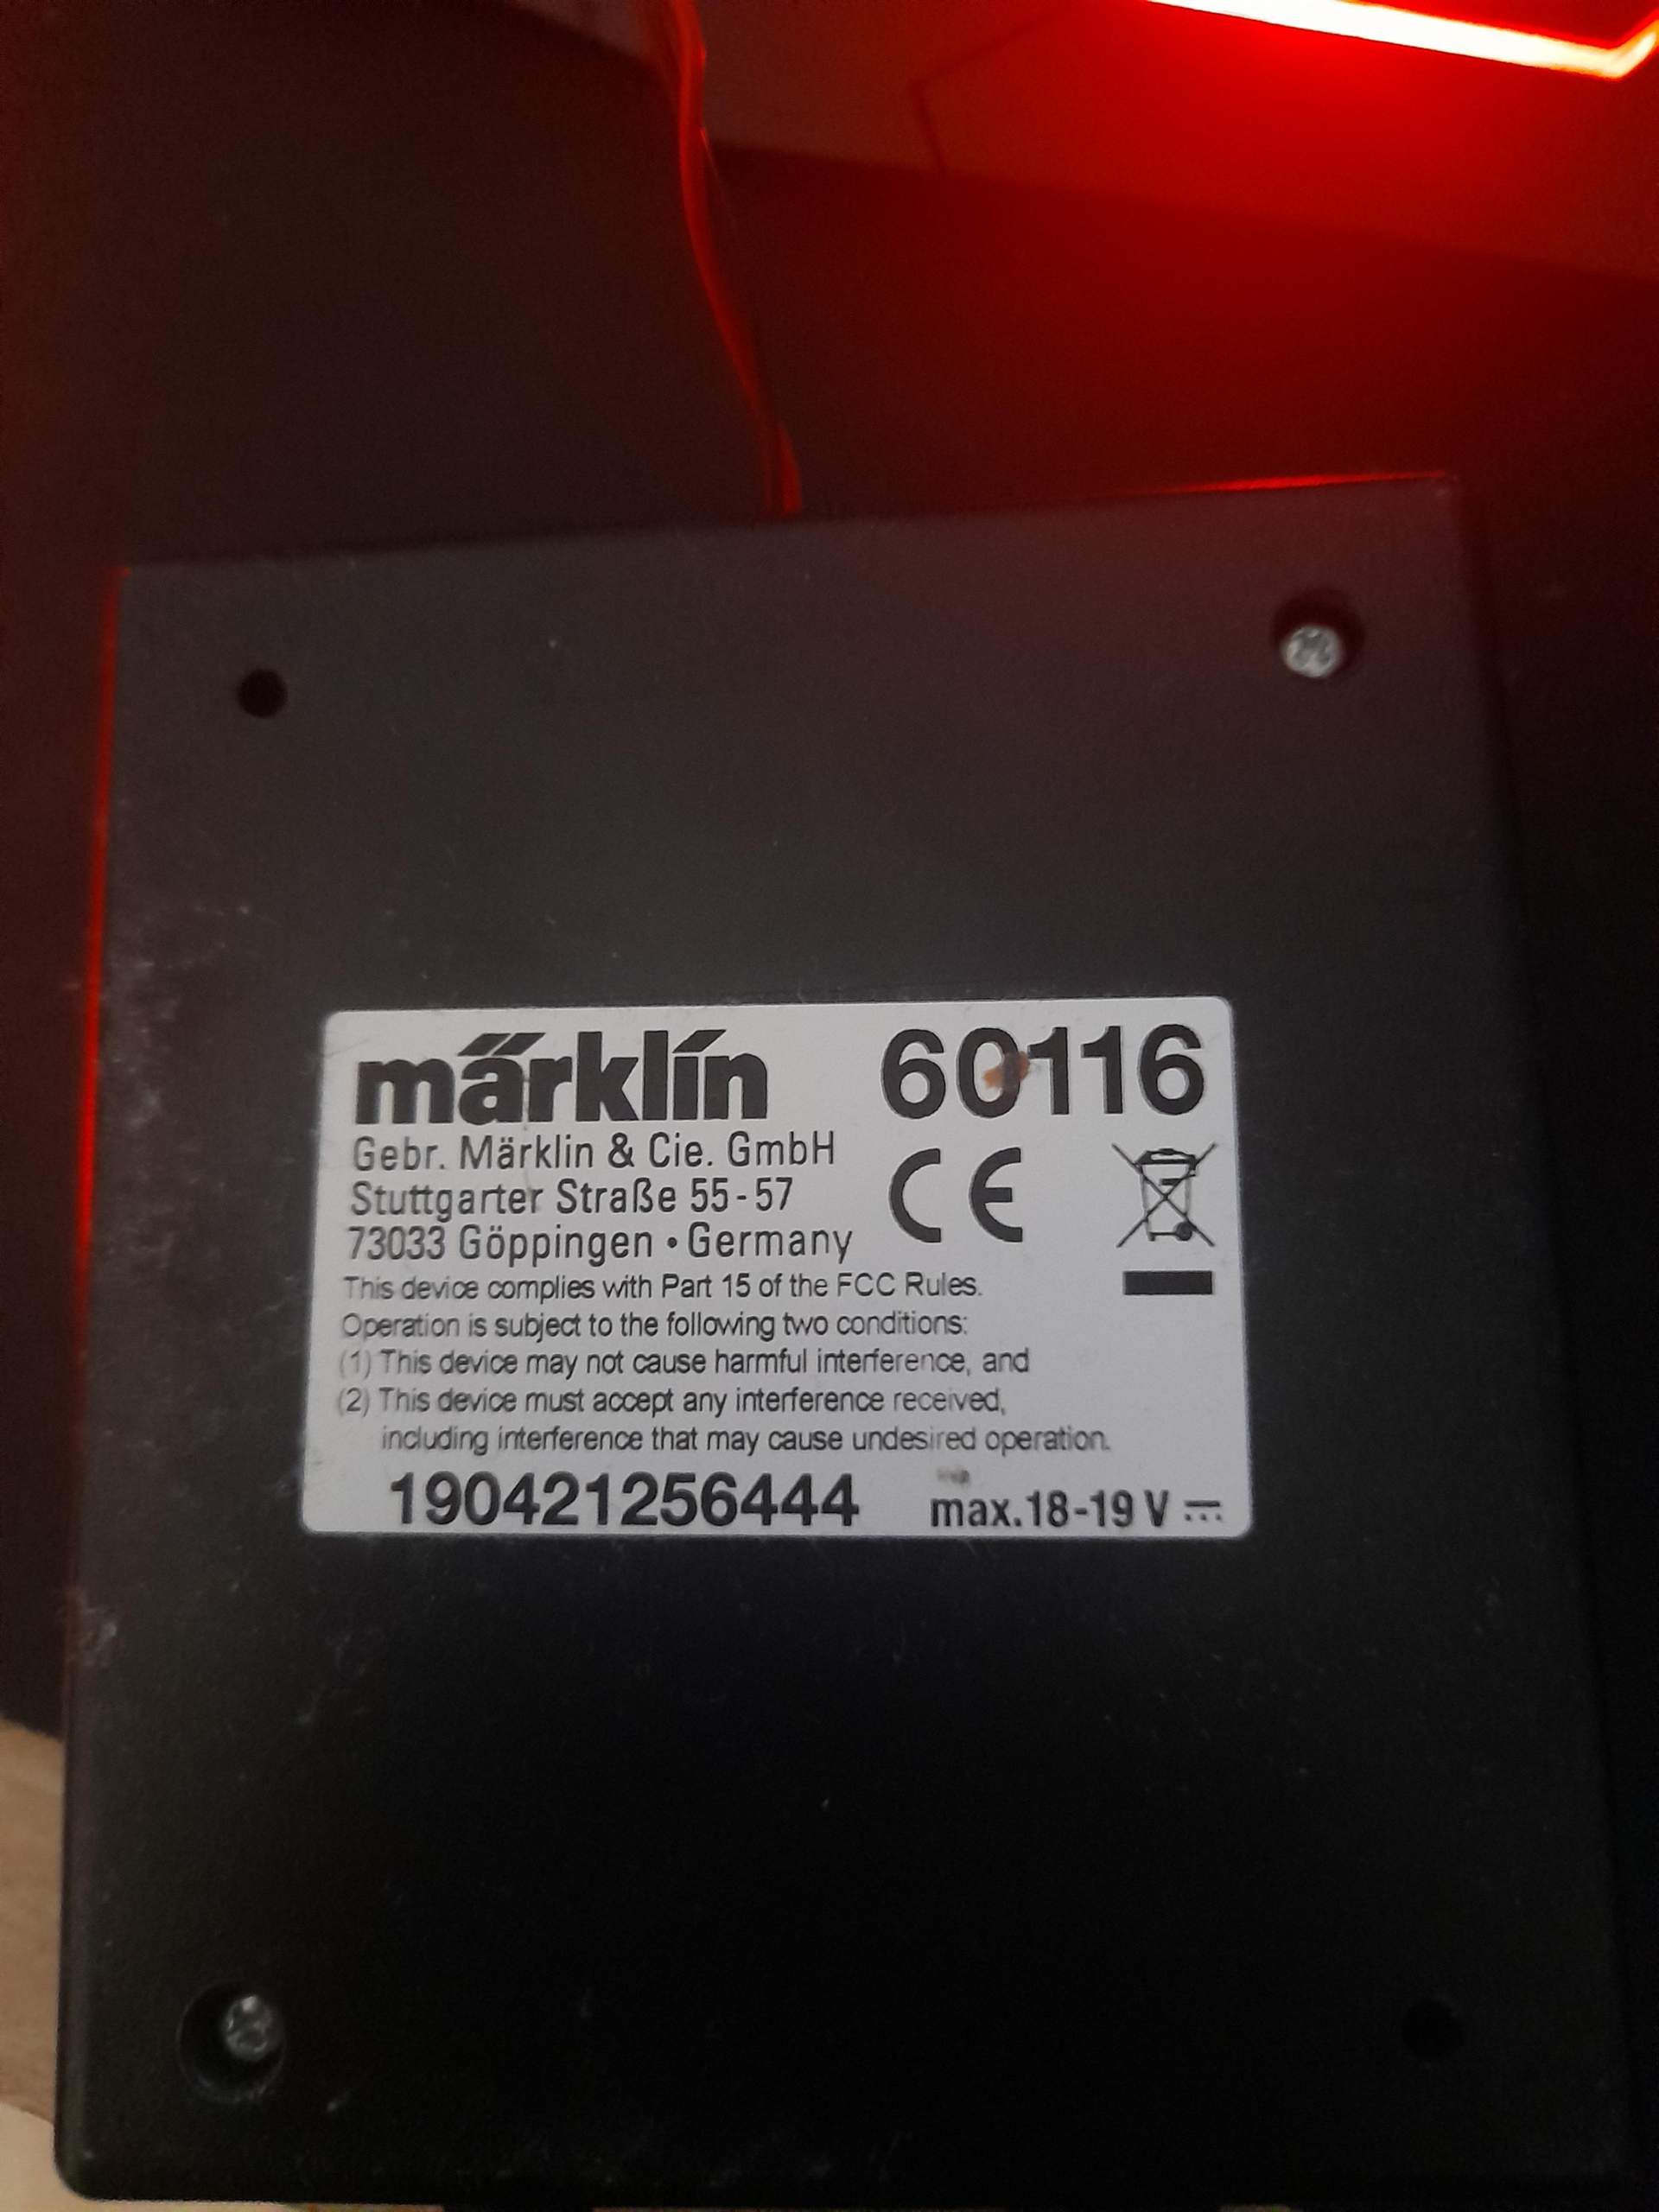 märklín 60116
Gebr. Märklin & Cie. GmbH
Stuttgarter Straße 55-57
73033 Göppingen • Germany
CE
This device complies with Part 15 of the FCC Rules.
Operation is subject to the following two conditions:
(1) This device may not cause harmful interference, and
(2) This device must accept any interference received,
including interference that may cause undesired operation.
190421256444 max.18-19 V ⎓